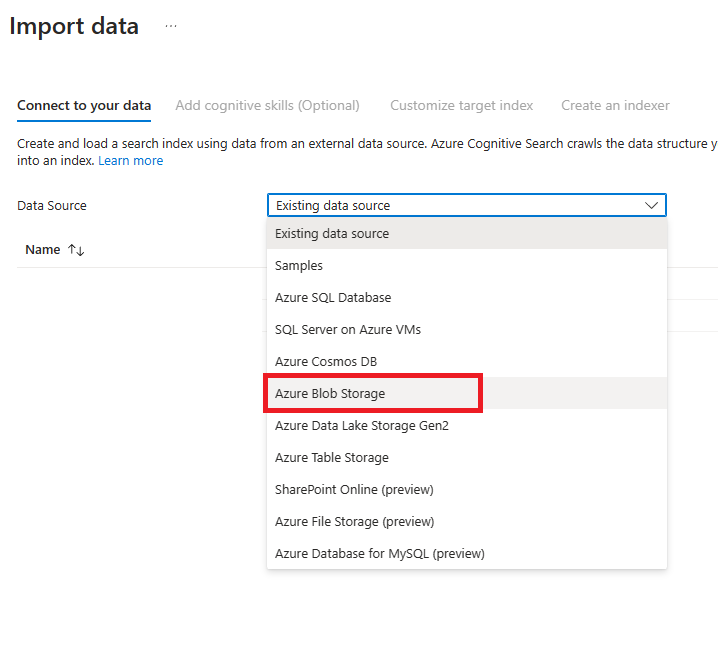 Import data ...
Connect to your data Add cognitive skills (Optional) Customize target index Create an indexer
Create and load a search index using data from an external data source. Azure Cognitive Search crawls the data structure y
into an index. Learn more
Data Source Existing data source
Name ↑↓ Existing data source
Samples
Azure SQL Database
SQL Server on Azure VMs
Azure Cosmos DB
Azure Blob Storage
Azure Data Lake Storage Gen2
Azure Table Storage
SharePoint Online (preview)
Azure File Storage (preview)
Azure Database for MySQL (preview)